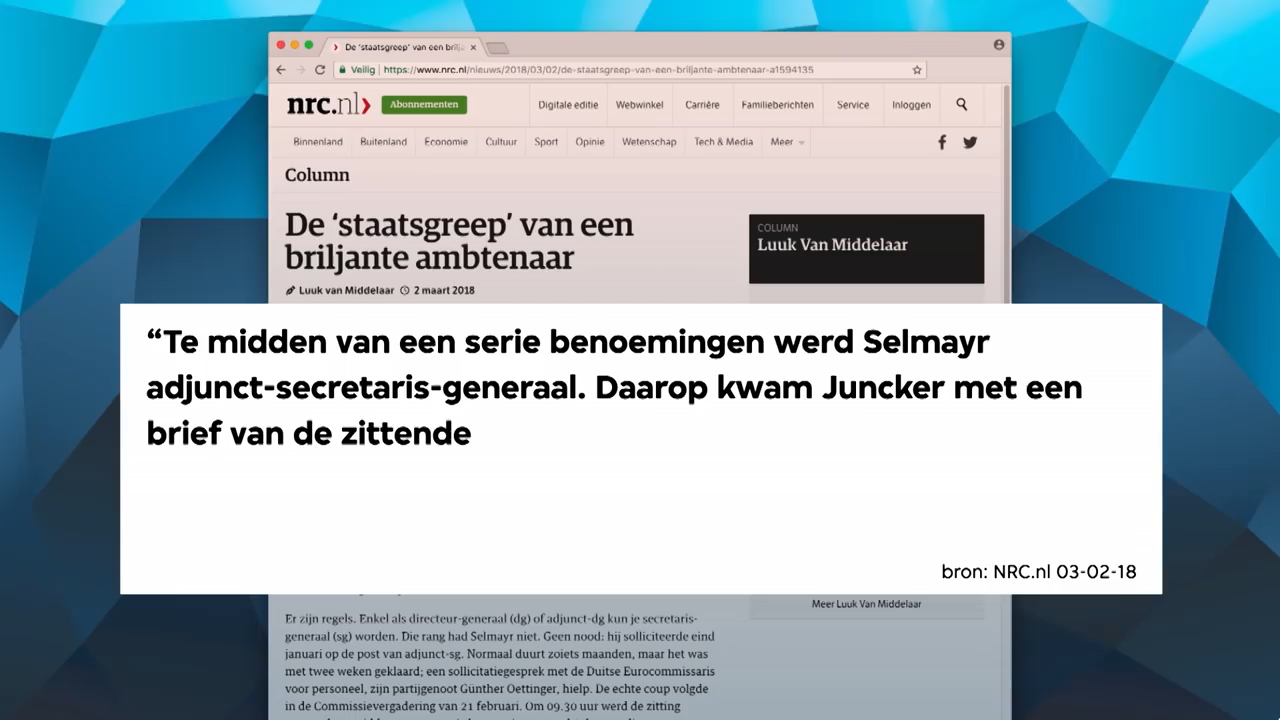 De 'staatsgreep' van een brilj
Veilig | https://www.nrc.nl/nieuws/2018/03/02/de-staatsgreep-van-een-briljante-ambtenaar-a1594135
nrc.nl Abonnementen Digitale editie Webwinkel Carrière Familieberichten Service Inloggen
Binnenland Buitenland Economie Cultuur Sport Opinie Wetenschap Tech & Media Meer
Column
De ‘staatsgreep’ van een
briljante ambtenaar
Luuk van Middelaar 2 maart 2018
COLUMN
Luuk Van Middelaar
“Te midden van een serie benoemingen werd Selmayr
adjunct-secretaris-generaal. Daarop kwam Juncker met een
brief van de zittende
bron: NRC.nl 03-02-18
Meer Luuk Van Middelaar
Er zijn regels. Enkel als directeur-generaal (dg) of adjunct-dg kun je secretaris-
generaal (sg) worden. Die rang had Selmayr niet. Geen nood: hij solliciteerde eind
januari op de post van adjunct-sg. Normaal duurt zoiets maanden, maar het was
met twee weken geklaard; een sollicitatiegesprek met de Duitse Eurocommissaris
voor personeel, zijn partijgenoot Günther Oettinger, hielp. De echte coup volgde
in de Commissievergadering van 21 februari. Om 09.30 uur werd de zitting